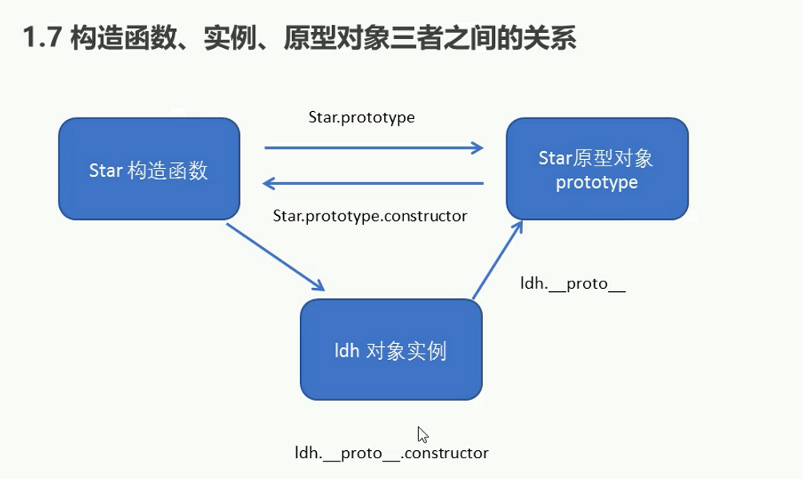 1.7 构造函数、实例、原型对象三者之间的关系
Star.prototype
Star 构造函数
Star原型对象
prototype
Star.prototype.constructor
ldh.__proto__
ldh 对象实例
ldh.__proto__.constructor